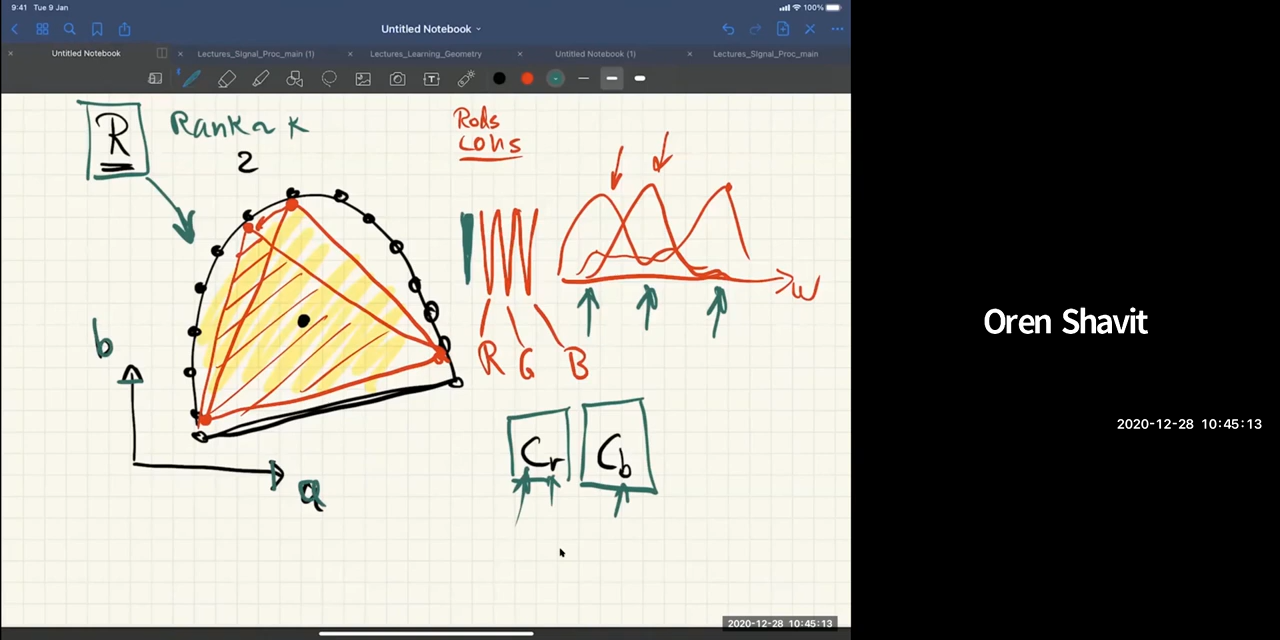 9:41 Tue 9 Jan
100%
Untitled Notebook
Untitled Notebook
Lectures_SIgnal_Proc_main (1)
Lectures_Learning_Geometry
Untitled Notebook (1)
Lectures_SIgnal_Proc_main
T
R
Rank ~ K
2
Rods
cons
w
R G B
b
a
Cr
Cb
Oren Shavit
2020-12-28 10:45:13
2020-12-28 10:45:13